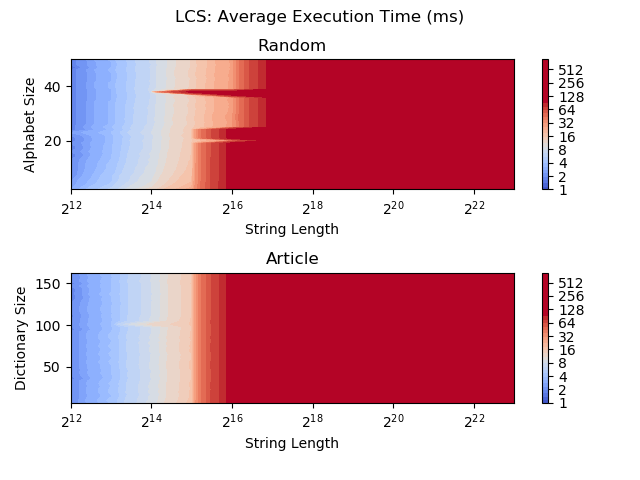 LCS: Average Execution Time (ms)
Random
Alphabet Size
40
20
2^12 2^14 2^16 2^18 2^20 2^22
String Length
512
256
128
64
32
16
8
4
2
1
Article
Dictionary Size
150
100
50
2^12 2^14 2^16 2^18 2^20 2^22
String Length
512
256
128
64
32
16
8
4
2
1